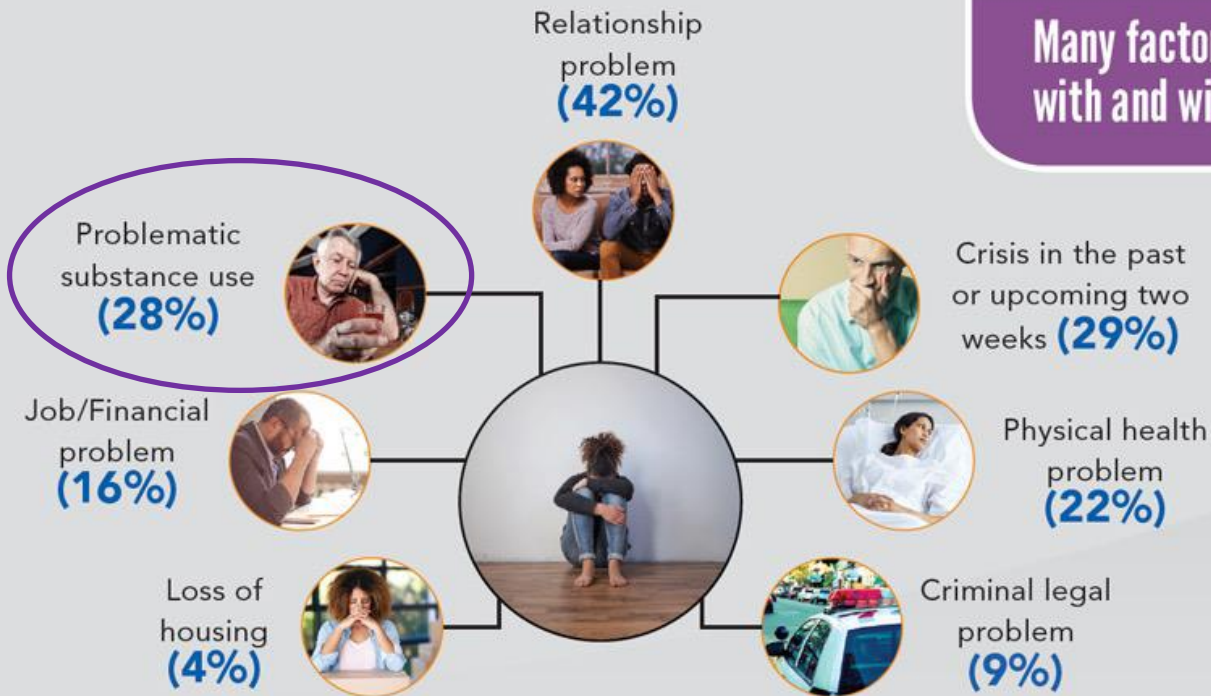 Many factor
with and wi
Relationship
problem
(42%)
Problematic
substance use
(28%)
Crisis in the past
or upcoming two
weeks (29%)
Job/Financial
problem
(16%)
Physical health
problem
(22%)
Loss of
housing
(4%)
Criminal legal
problem
(9%)